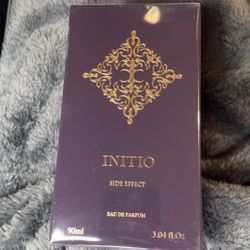 INITIO
SIDE EFFECT
EAU DE PARFUM
90ml 3.04 fl.Oz